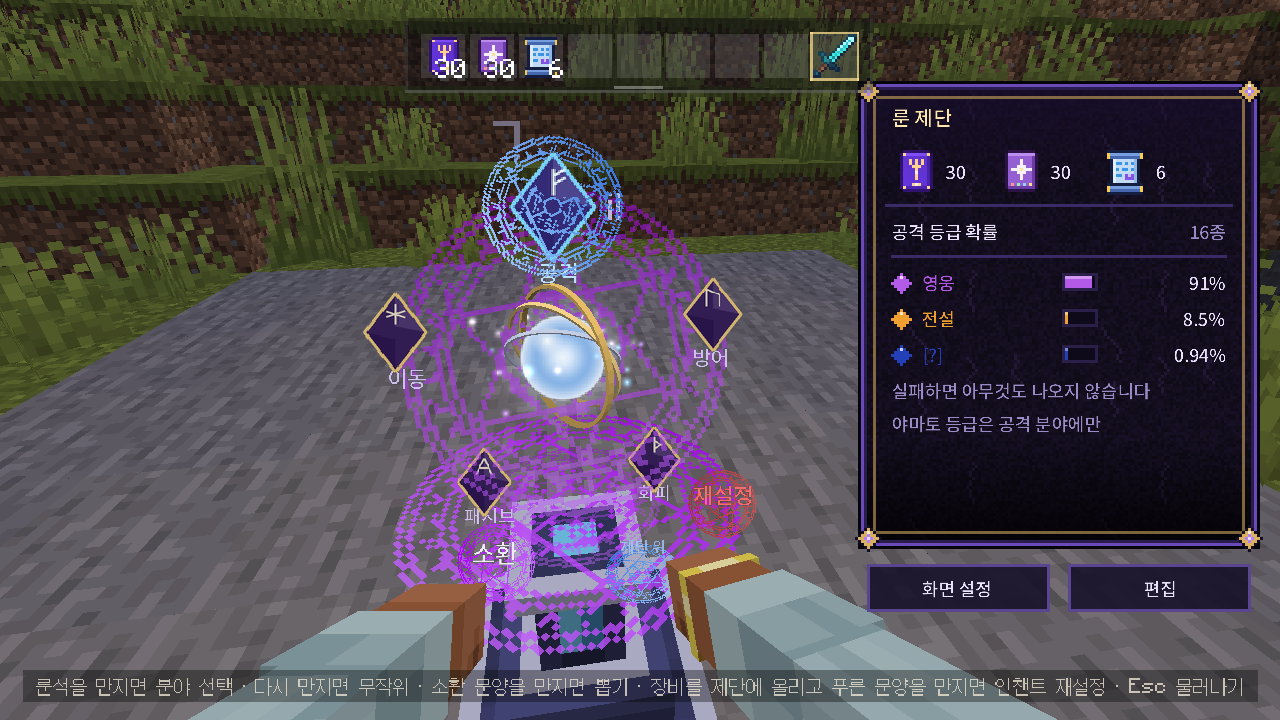 30 30 6
룬 제단
30 30 6
공격 등급 확률 16종
영웅 91%
전설 8.5%
[?] 0.94%
실패하면 아무것도 나오지 않습니다
야마토 등급은 공격 분야에만
공격
이동
방어
패시브
회피
재설정
소환
화면 설정
편집
룬석을 만지면 분야 선택 · 다시 만지면 무작위 · 소환 문양을 만지면 뽑기 · 장비를 제단에 올리고 푸른 문양을 만지면 인챈트 재설정 · Esc 물러나기